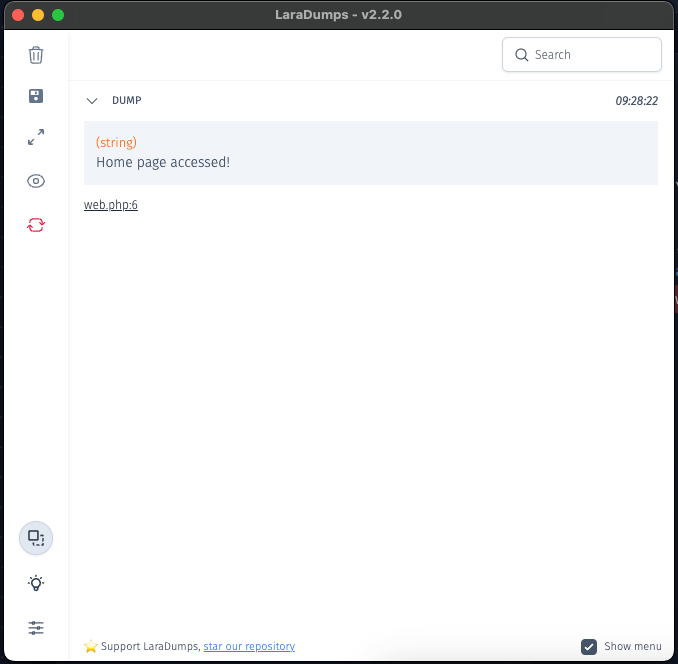 LaraDumps - v2.2.0
Search
DUMP 09:28:22
(string)
Home page accessed!
web.php:6
⭐ Support LaraDumps, star our repository
Show menu